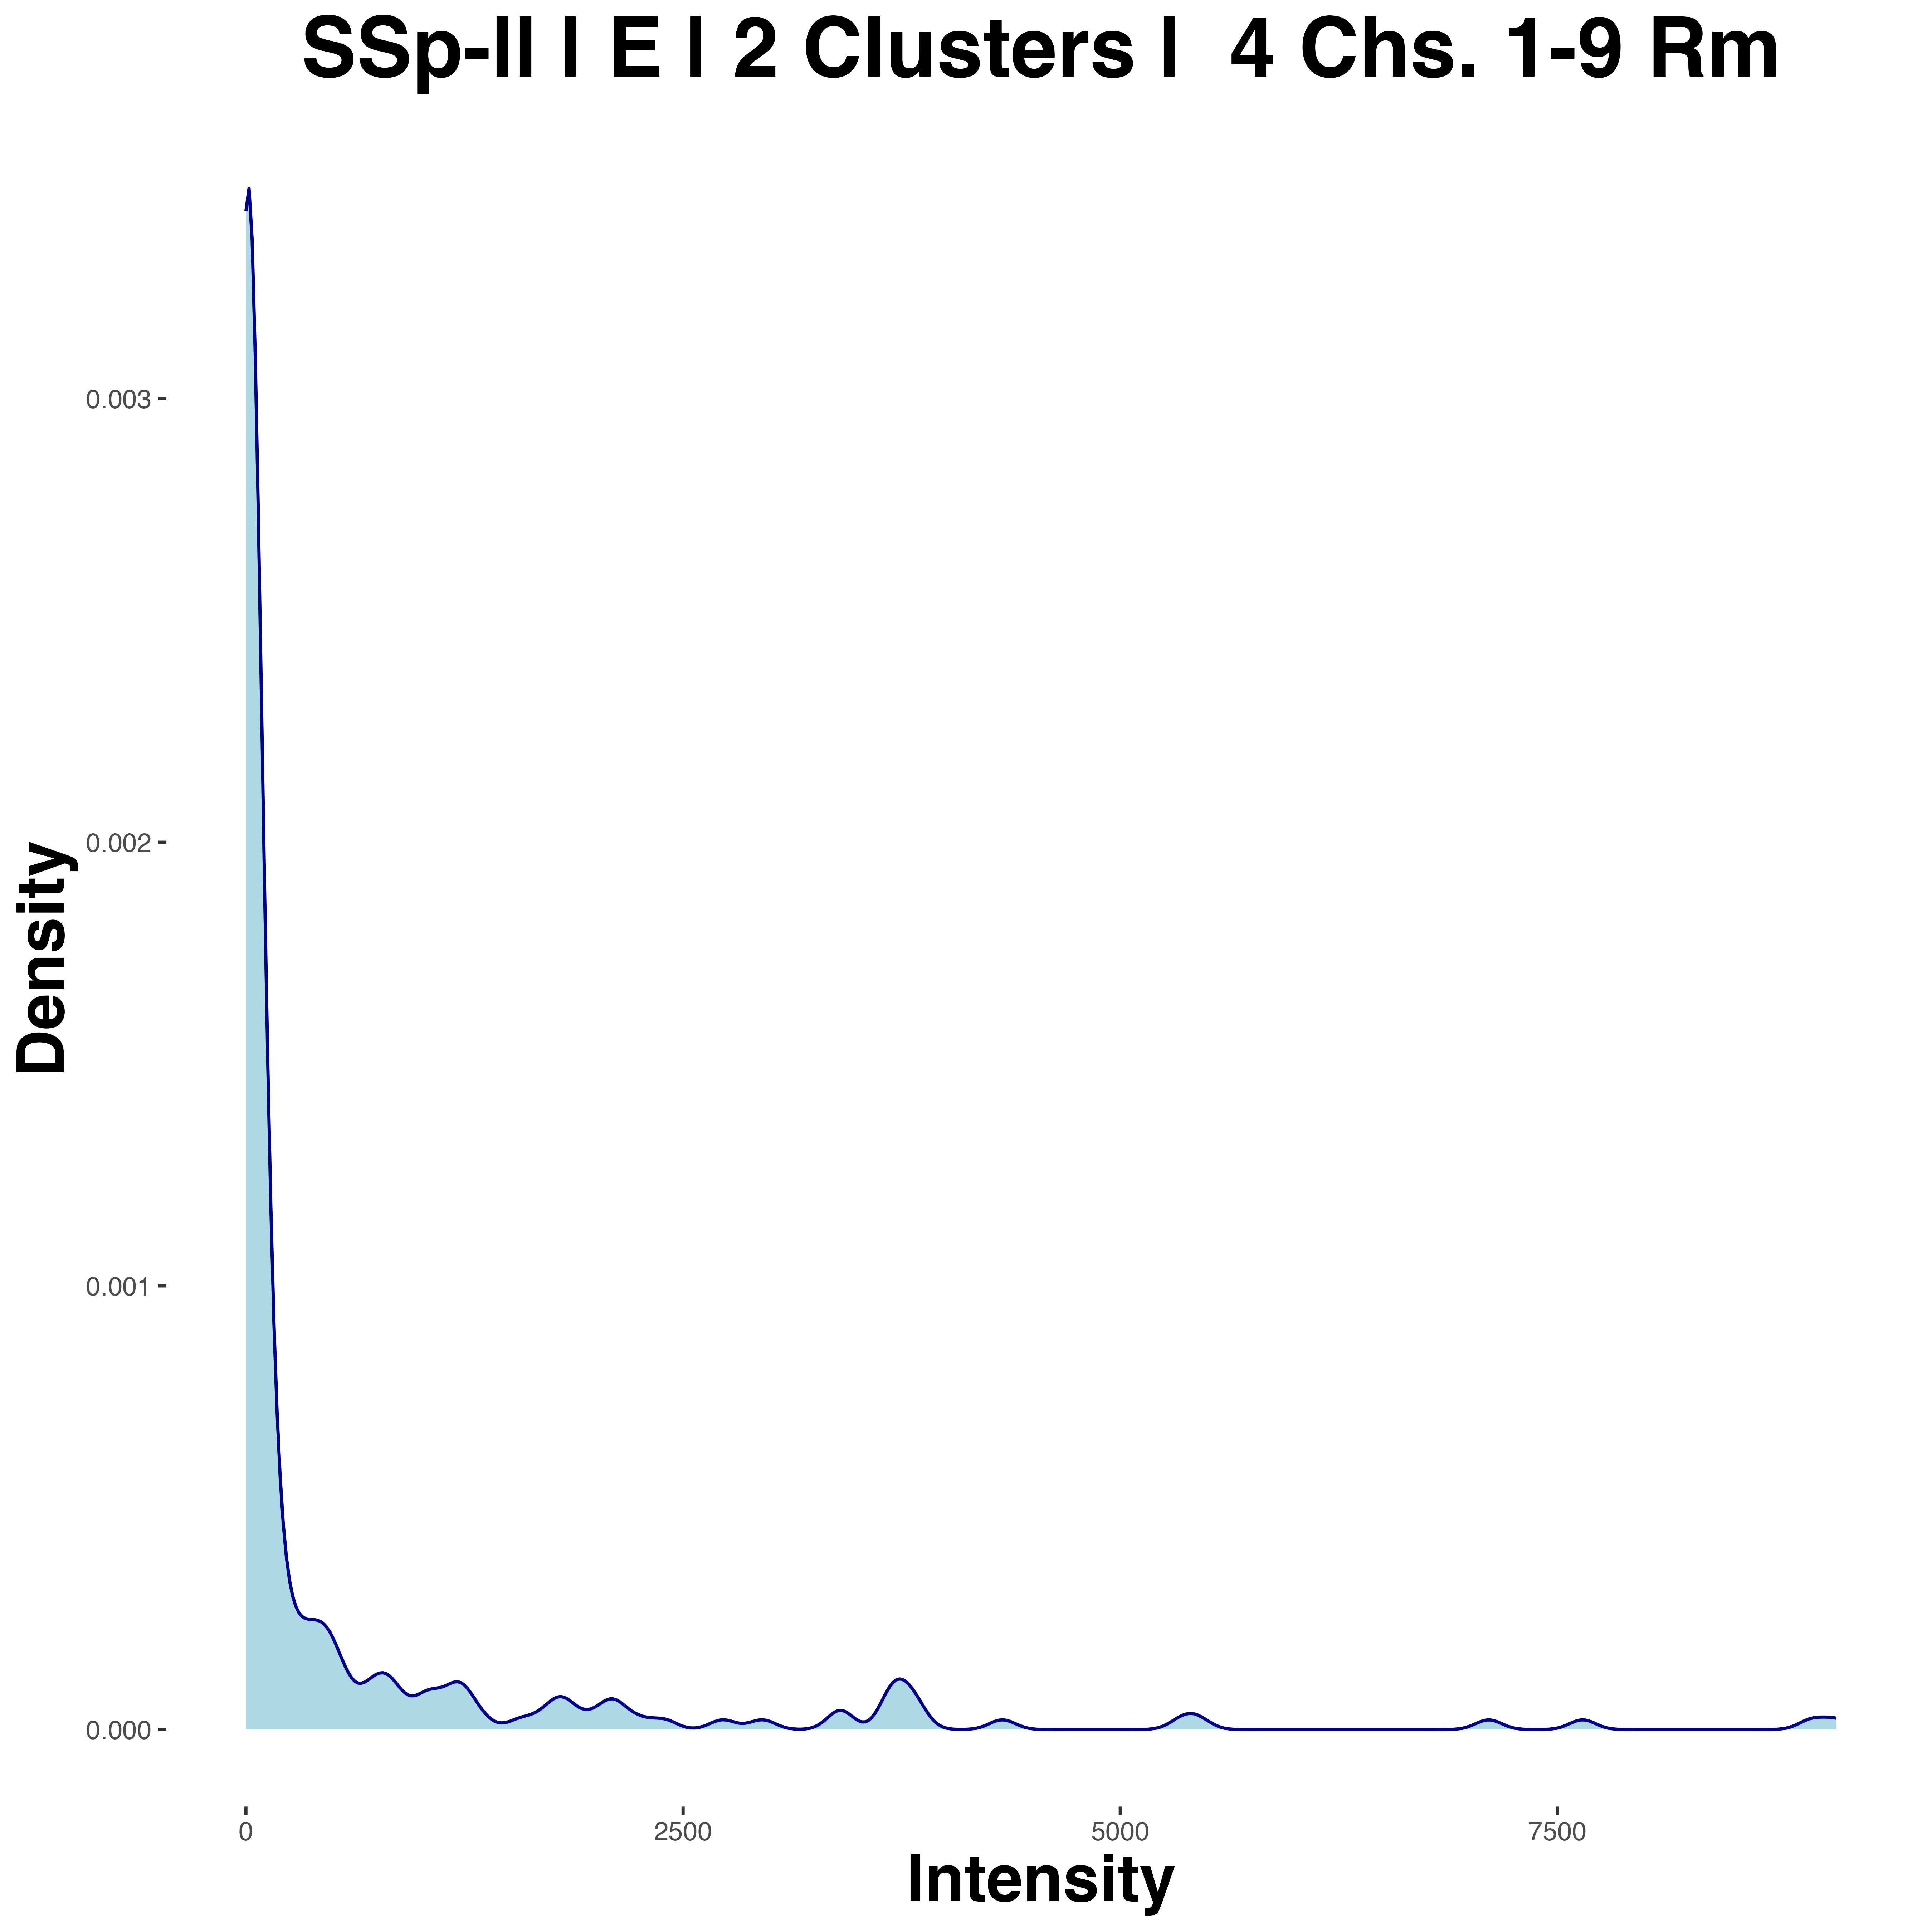 SSp-ll | E | 2 Clusters |  4 Chs. 1-9 Rm
0.003
0.002
0.001
0.000
Density
0
2500
5000
7500
Intensity